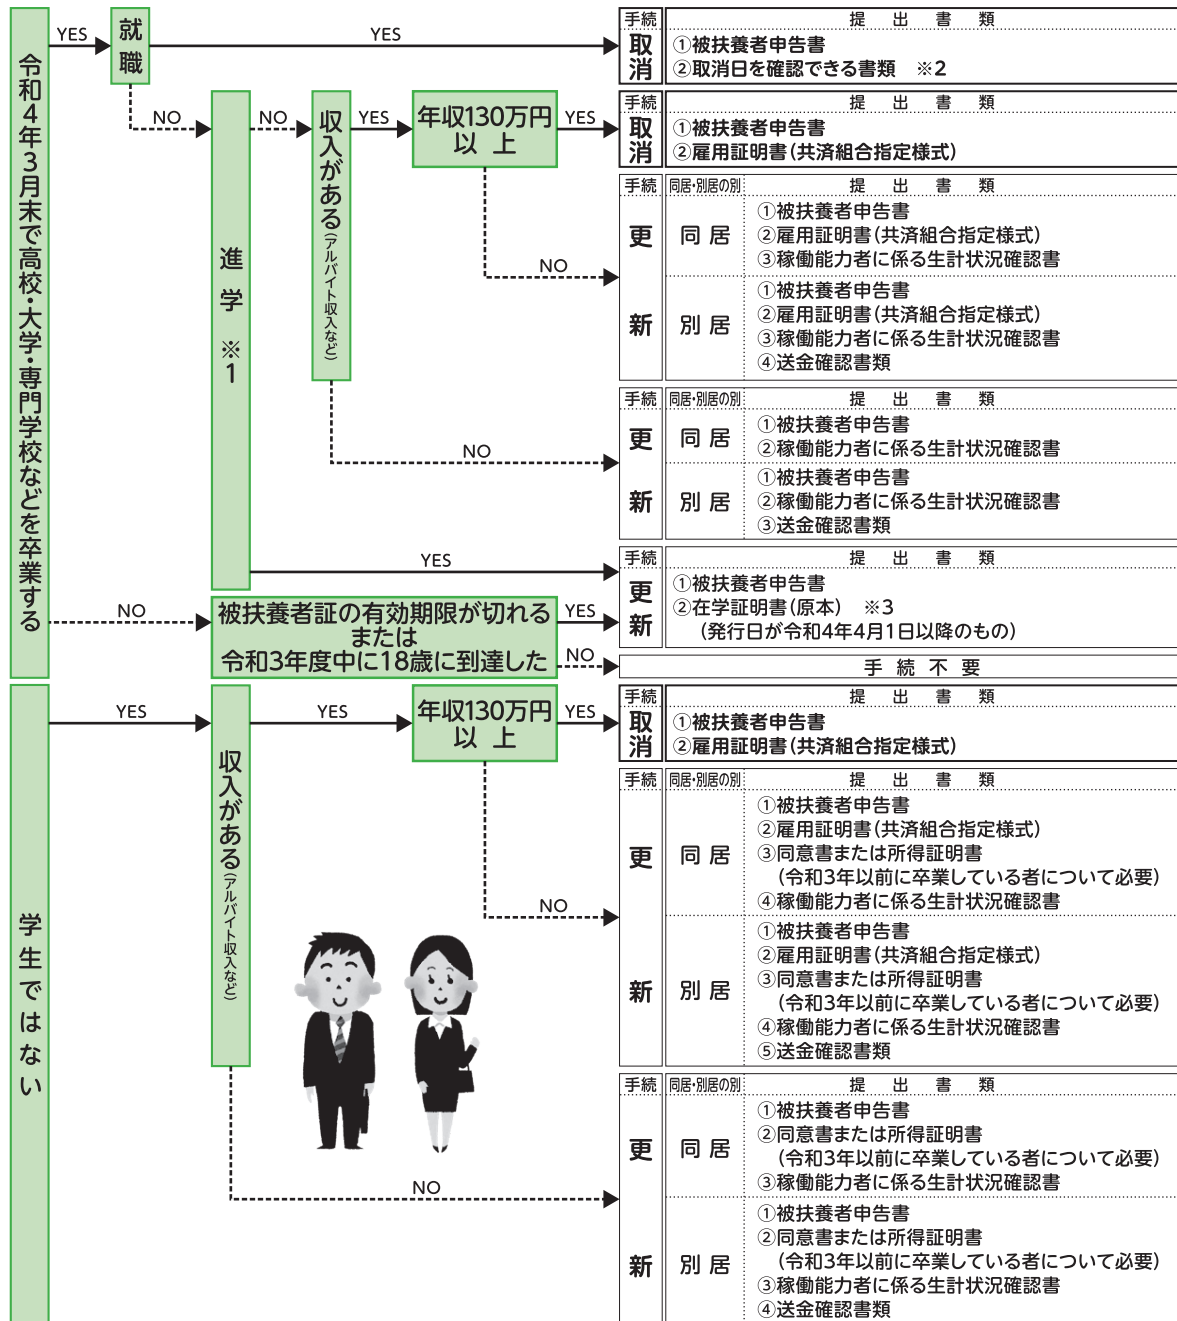 令和4年3月末で高校・大学・専門学校などを卒業する
YES
就職
YES
手続
提出書類
取消
①被扶養者申告書
②取消日を確認できる書類 ※2
NO
進学 ※1
NO
収入がある(アルバイト収入など)
YES
年収130万円
以上
YES
手続
提出書類
取消
①被扶養者申告書
②雇用証明書(共済組合指定様式)
NO
手続
同居・別居の別
提出書類
更新
同居
①被扶養者申告書
②雇用証明書(共済組合指定様式)
③稼働能力者に係る生計状況確認書
別居
①被扶養者申告書
②雇用証明書(共済組合指定様式)
③稼働能力者に係る生計状況確認書
④送金確認書類
NO
手続
同居・別居の別
提出書類
更新
同居
①被扶養者申告書
②稼働能力者に係る生計状況確認書
別居
①被扶養者申告書
②稼働能力者に係る生計状況確認書
③送金確認書類
YES
手続
提出書類
更新
①被扶養者申告書
②在学証明書(原本) ※3
(発行日が令和4年4月1日以降のもの)
NO
被扶養者証の有効期限が切れる
または
令和3年度中に18歳に到達した
YES
NO
手続不要
学生ではない
YES
収入がある(アルバイト収入など)
YES
年収130万円
以上
YES
手続
提出書類
取消
①被扶養者申告書
②雇用証明書(共済組合指定様式)
NO
手続
同居・別居の別
提出書類
更新
同居
①被扶養者申告書
②雇用証明書(共済組合指定様式)
③同意書または所得証明書
(令和3年以前に卒業している者について必要)
④稼働能力者に係る生計状況確認書
別居
①被扶養者申告書
②雇用証明書(共済組合指定様式)
③同意書または所得証明書
(令和3年以前に卒業している者について必要)
④稼働能力者に係る生計状況確認書
⑤送金確認書類
NO
手続
同居・別居の別
提出書類
更新
同居
①被扶養者申告書
②同意書または所得証明書
(令和3年以前に卒業している者について必要)
③稼働能力者に係る生計状況確認書
別居
①被扶養者申告書
②同意書または所得証明書
(令和3年以前に卒業している者について必要)
③稼働能力者に係る生計状況確認書
④送金確認書類